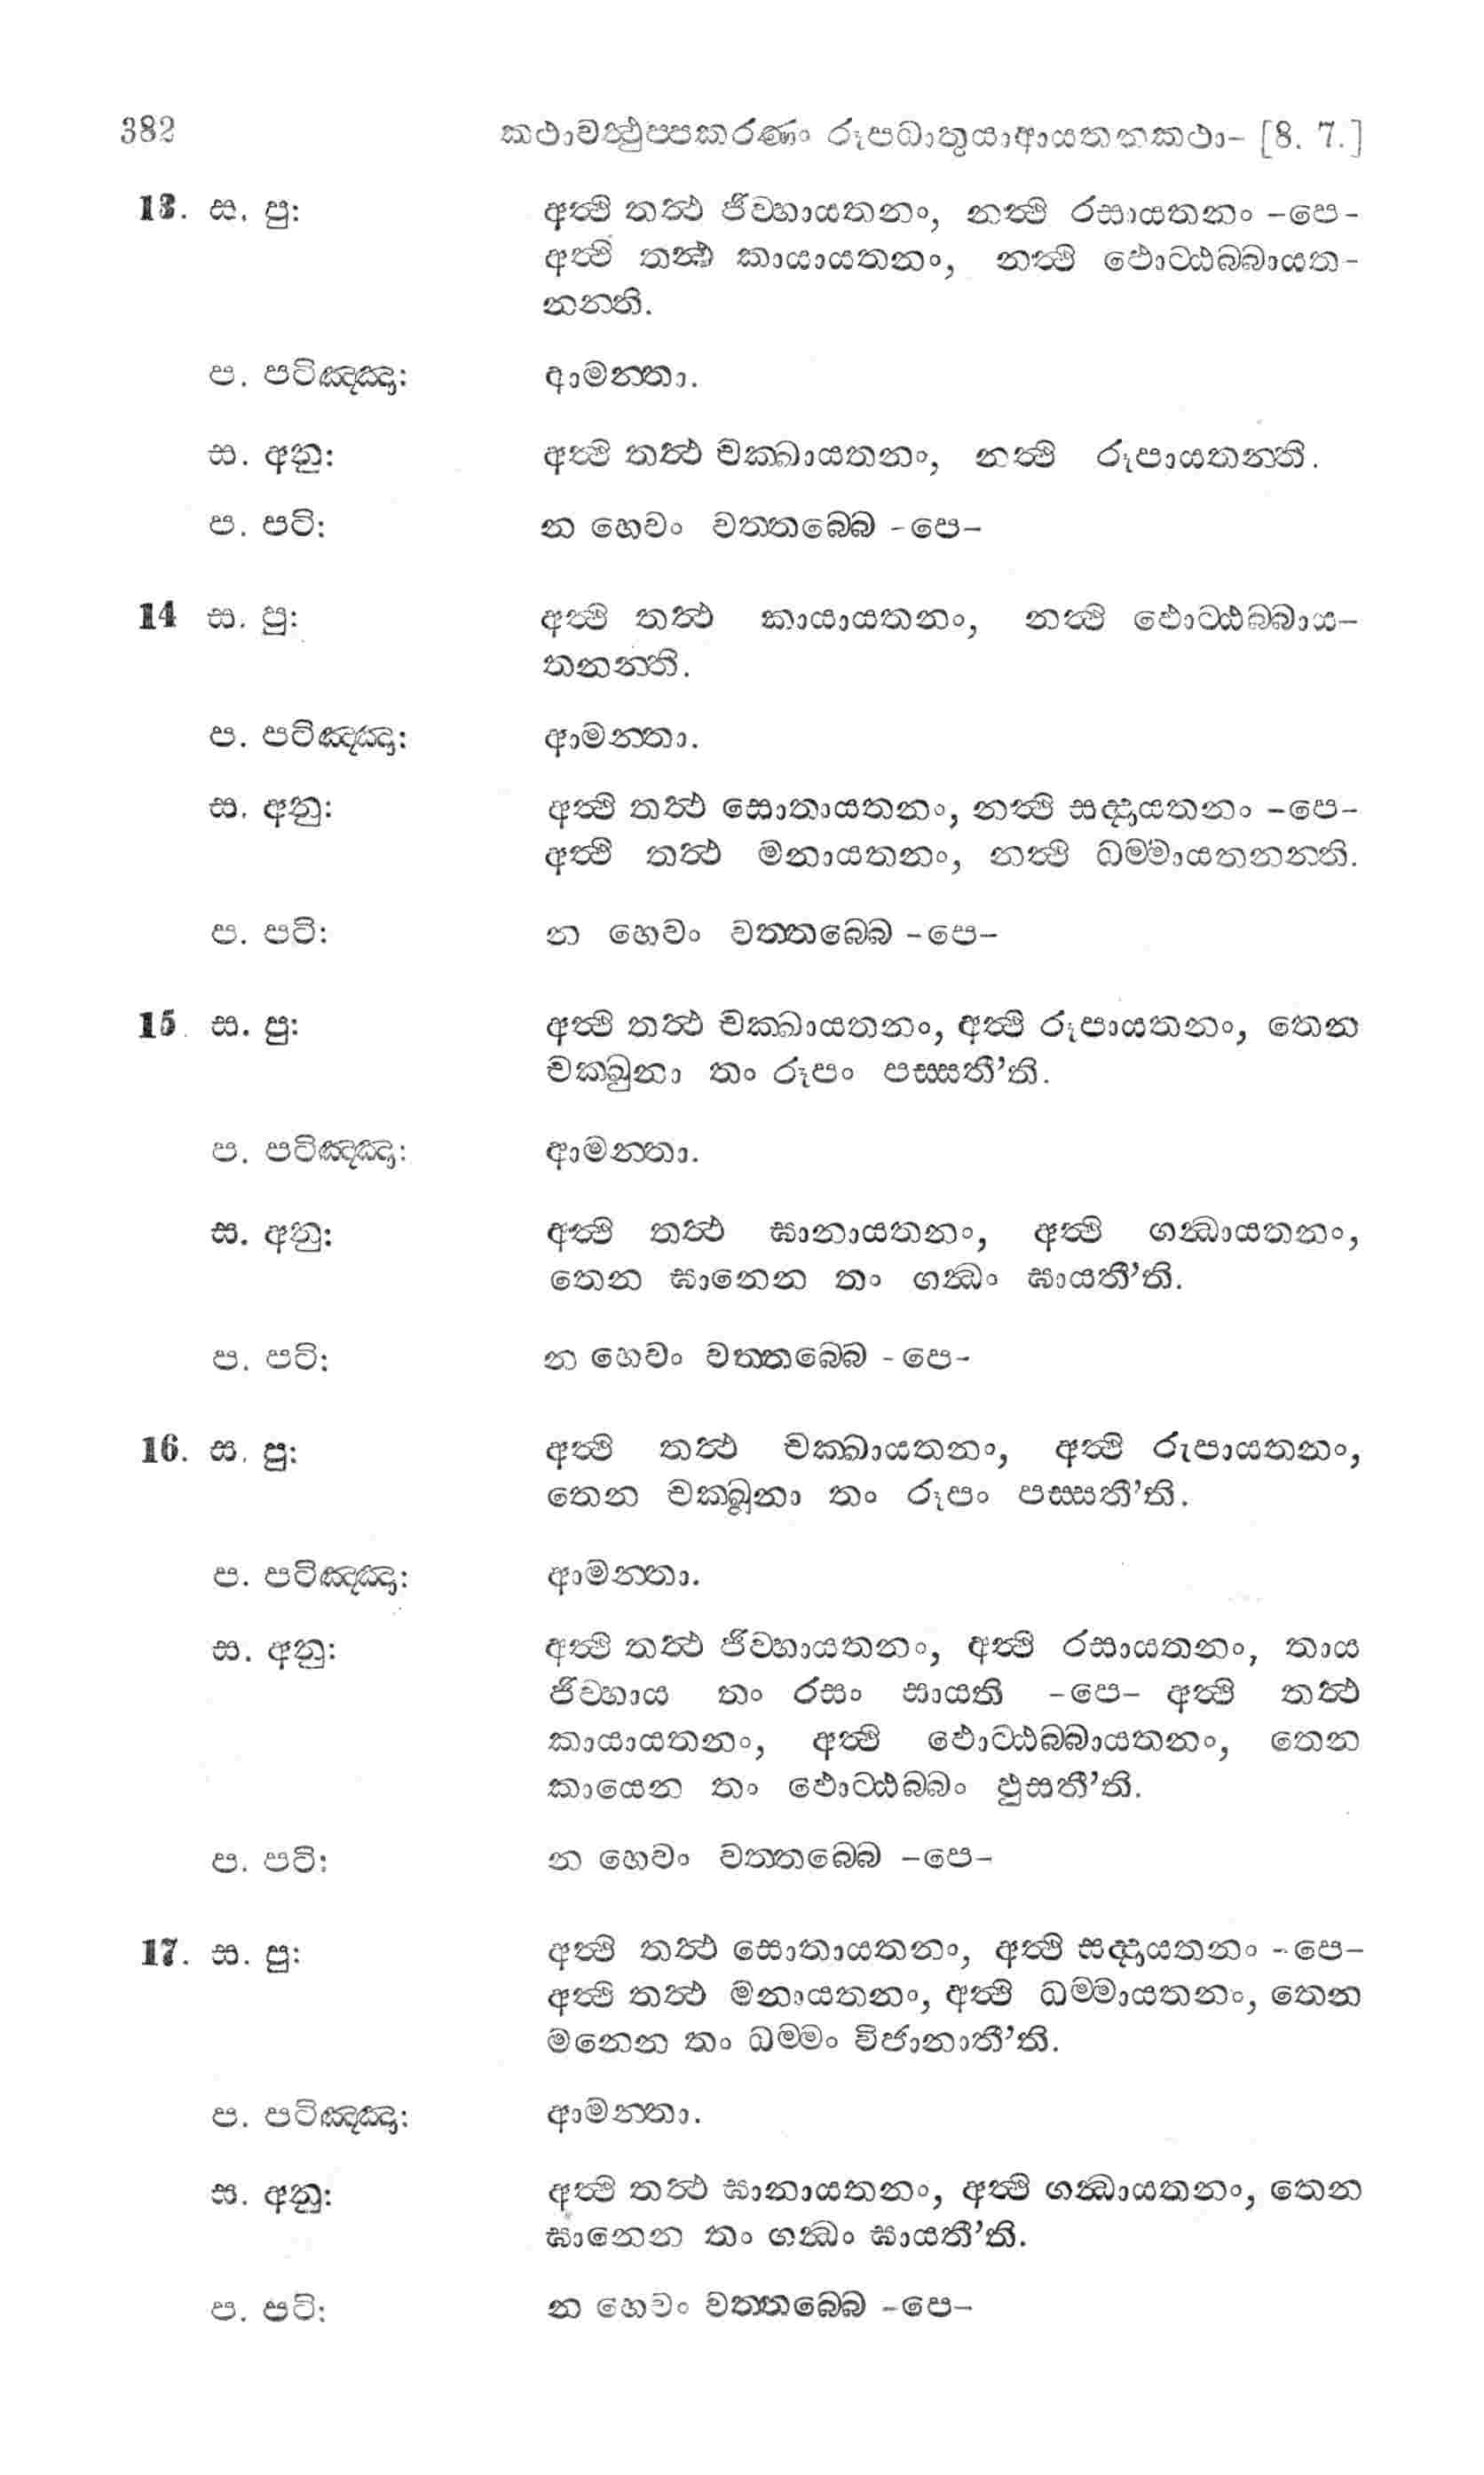 382 කථාවත්‍ථුප්පකරණං රූපධාතුයාආයතනකථා- [8. 7.]
13. ස. පු: අත්‍ථි තත්‍ථ ජිව්හායතනං, නත්‍ථි රසායතනං -පෙ-
අත්‍ථි තත්‍ථ කායායතනං, නත්‍ථි ඵොට්ඨබ්බායත-
නන්ති.
ප. පටිඤ්ඤා: ආමන්තා.
ස. අනු: අත්‍ථි තත්‍ථ චක්ඛායතනං, නත්‍ථි රූපායතනන්ති.
ප. පටි: න හෙවං වත්තබ්බෙ -පෙ-
14 ස. පු: අත්‍ථි තත්‍ථ කායායතනං, නත්‍ථි ඵොට්ඨබ්බාය-
තනන්ති.
ප. පටිඤ්ඤා: ආමන්තා.
ස. අනු: අත්‍ථි තත්‍ථ සොතායතනං, නත්‍ථි සද්දායතනං -පෙ-
අත්‍ථි තත්‍ථ මනායතනං, නත්‍ථි ධම්මායතනන්ති.
ප. පටි: න හෙවං වත්තබ්බෙ -පෙ-
15. ස. පු: අත්‍ථි තත්‍ථ චක්ඛායතනං, අත්‍ථි රූපායතනං, තෙන
චක්ඛුනා තං රූපං පස්සතී’ති.
ප. පටිඤ්ඤා: ආමන්තා.
ස. අනු: අත්‍ථි තත්‍ථ ඝානායතනං, අත්‍ථි ගන්‍ධායතනං,
තෙන ඝානෙන තං ගන්‍ධං ඝායතී’ති.
ප. පටි: න හෙවං වත්තබ්බෙ -පෙ-
16. ස. පු: අත්‍ථි තත්‍ථ චක්ඛායතනං, අත්‍ථි රූපායතනං,
තෙන චක්ඛුනා තං රූපං පස්සතී’ති.
ප. පටිඤ්ඤා: ආමන්තා.
ස. අනු: අත්‍ථි තත්‍ථ ජිව්හායතනං, අත්‍ථි රසායතනං, තාය
ජිව්හාය තං රසං සායති -පෙ- අත්‍ථි තත්‍ථ
කායායතනං, අත්‍ථි ඵොට්ඨබ්බායතනං, තෙන
කායෙන තං ඵොට්ඨබ්බං ඵුසතී’ති.
ප. පටි: න හෙවං වත්තබ්බෙ -පෙ-
17. ස. පු: අත්‍ථි තත්‍ථ සොතායතනං, අත්‍ථි සද්දායතනං -පෙ-
අත්‍ථි තත්‍ථ මනායතනං, අත්‍ථි ධම්මායතනං, තෙන
මනෙන තං ධම්මං විජානාතී’ති.
ප. පටිඤ්ඤා: ආමන්තා.
ස. අනු: අත්‍ථි තත්‍ථ ඝානායතනං, අත්‍ථි ගන්‍ධායතනං, තෙන
ඝානෙන තං ගන්‍ධං ඝායතී’ති.
ප. පටි: න හෙවං වත්තබ්බෙ -පෙ-